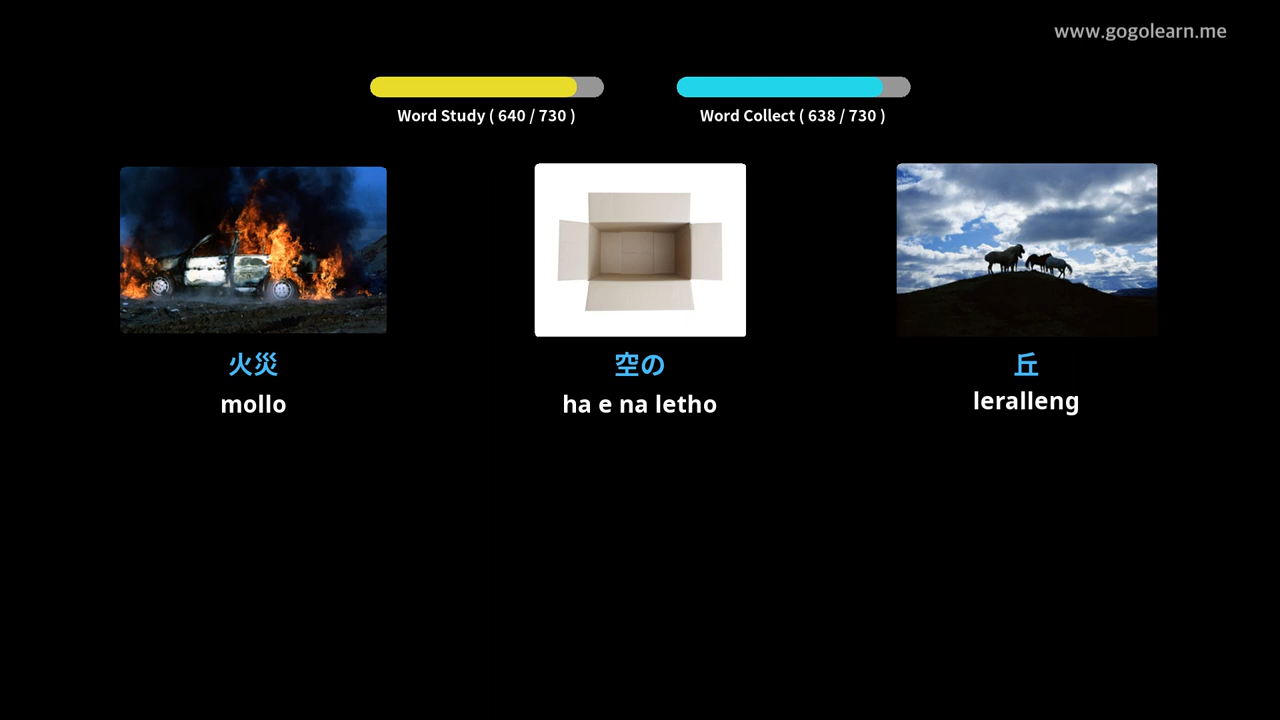 www.gogolearn.me
Word Study ( 640 / 730 )
Word Collect ( 638 / 730 )
火災
mollo
空の
ha e na letho
丘
leralleng